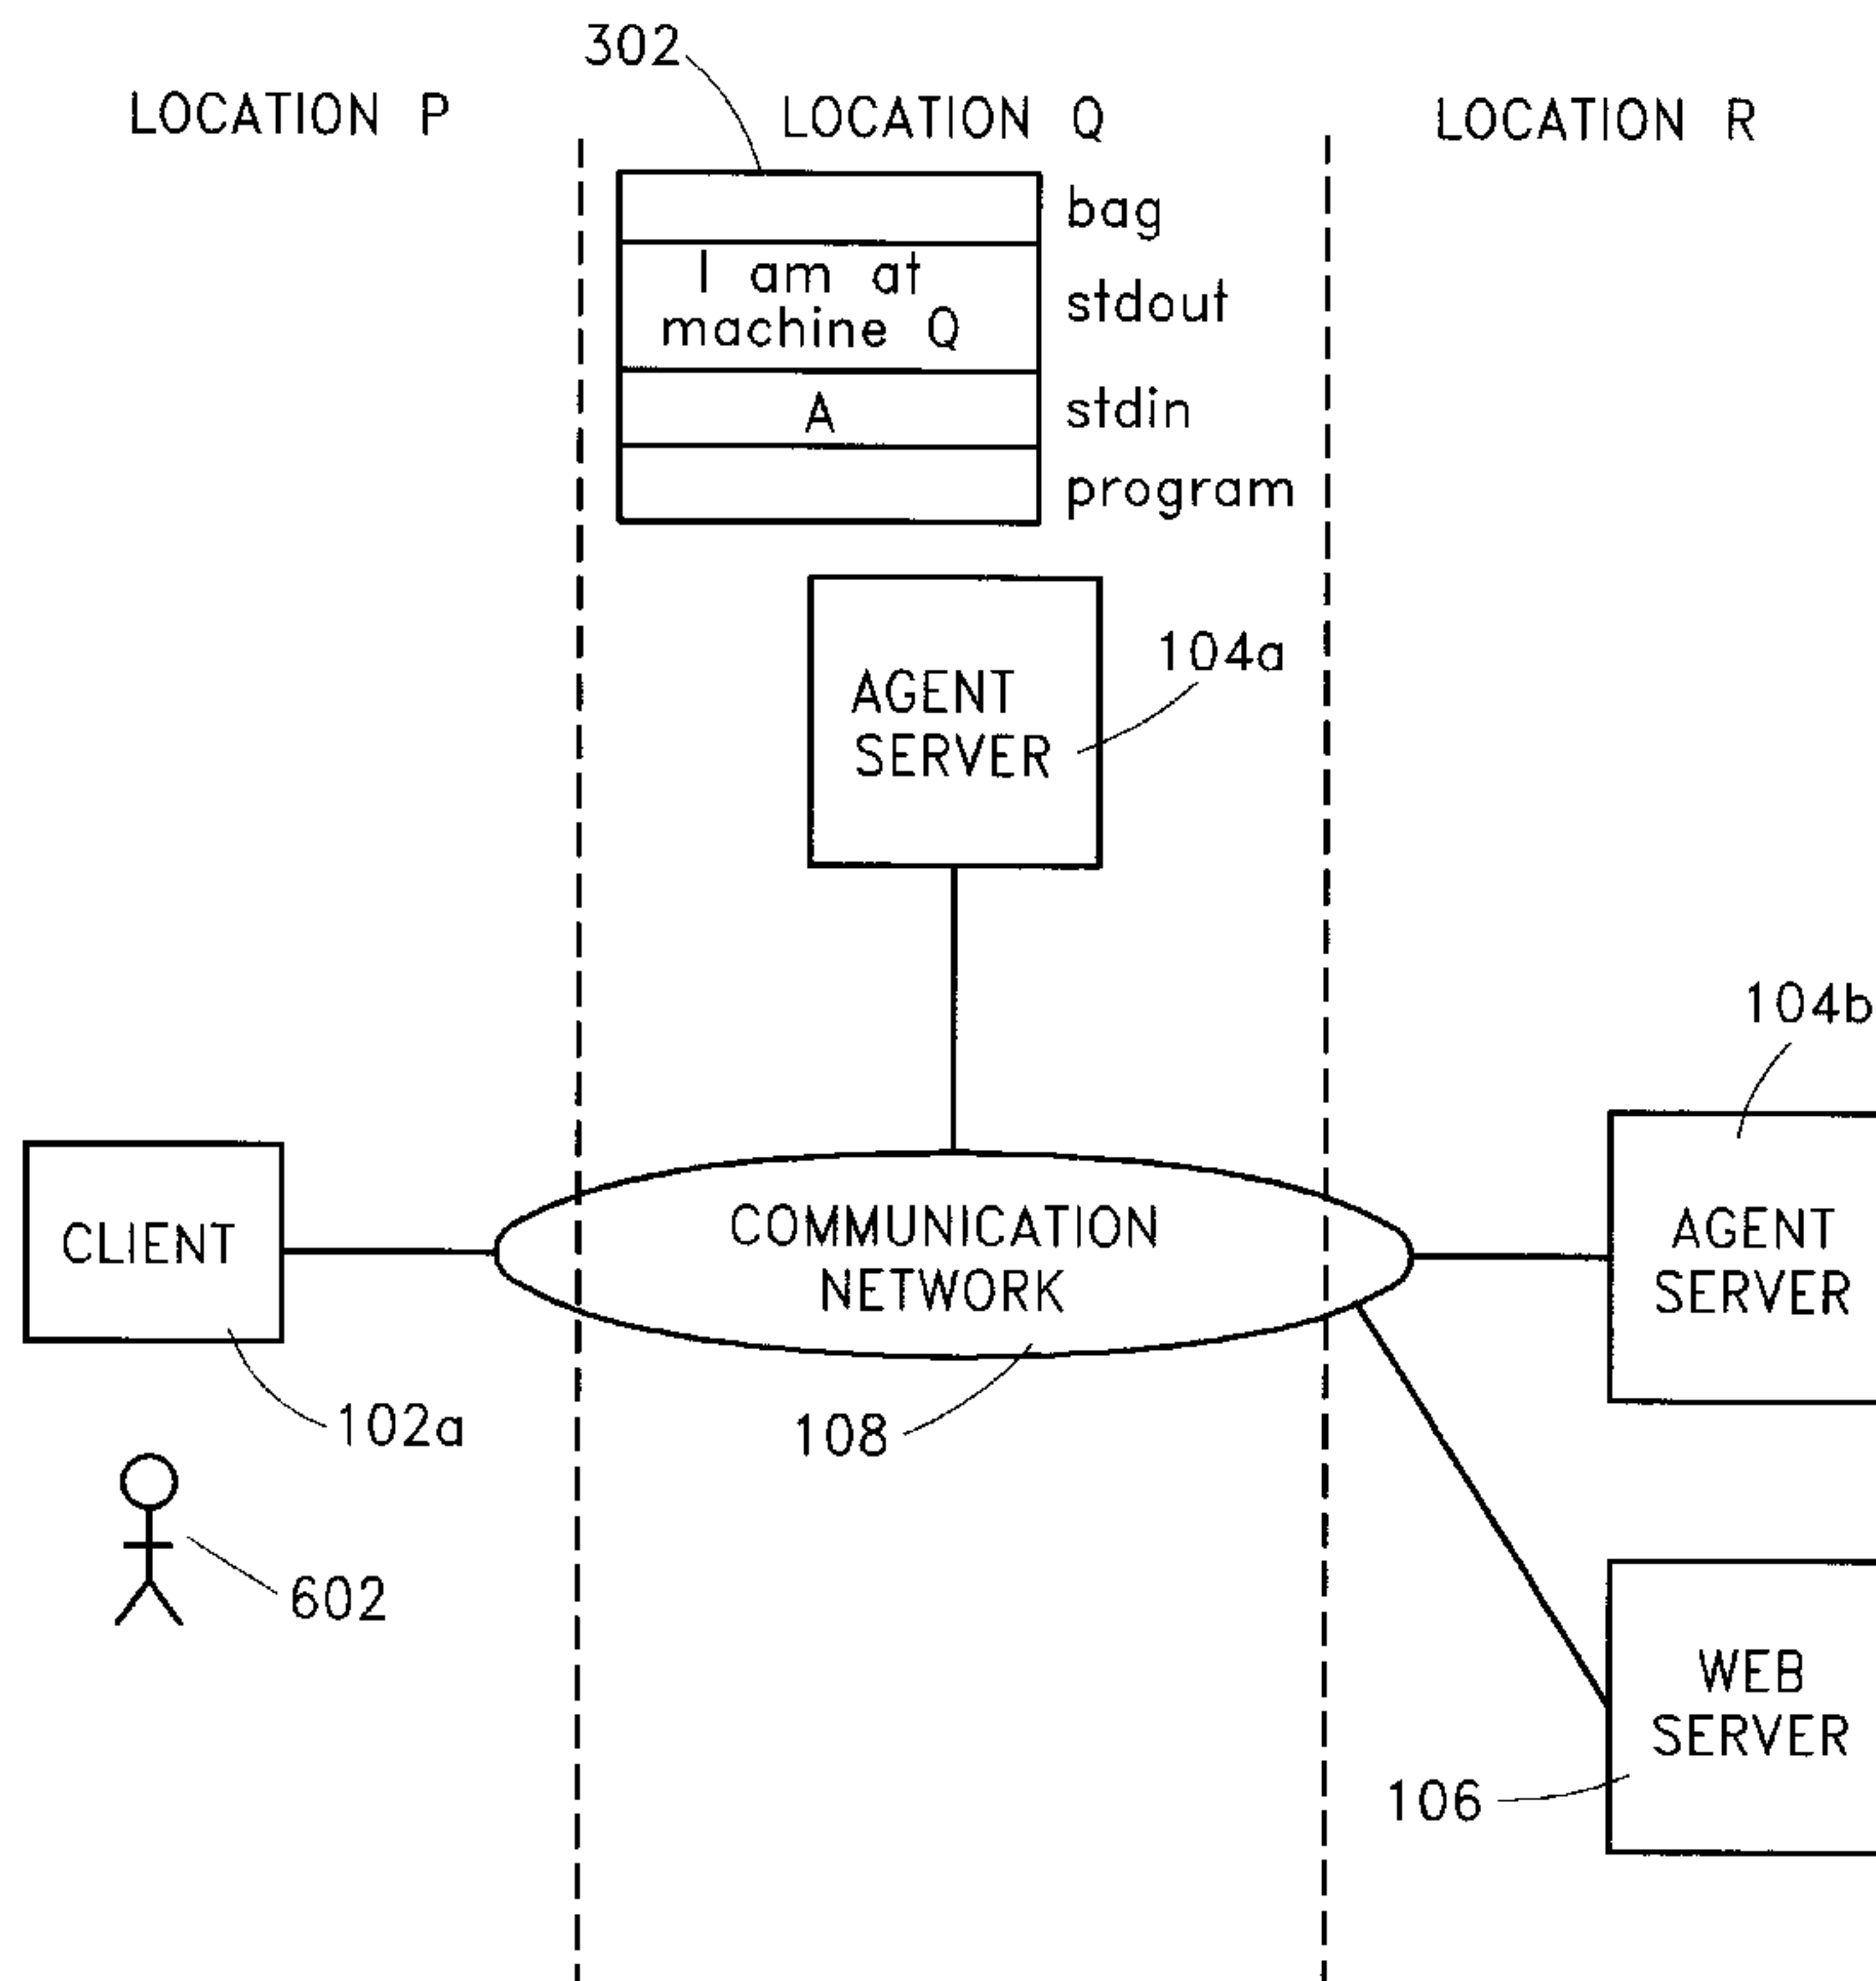 302
LOCATION P
LOCATION Q
LOCATION R
bag
I am at
machine Q
stdout
A
stdin
program
104a
AGENT
SERVER
104b
CLIENT
COMMUNICATION
NETWORK
AGENT
SERVER
102a
108
602
WEB
SERVER
106